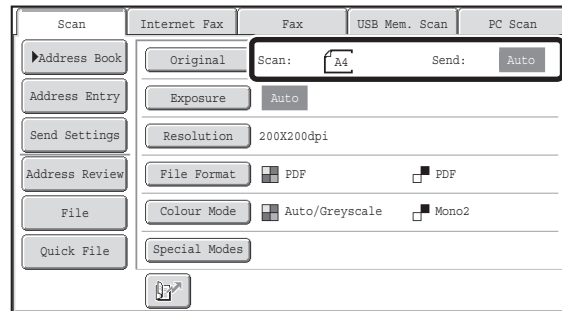 Scan Internet Fax Fax USB Mem. Scan PC Scan
Address Book Original Scan: A4 Send: Auto
Address Entry Exposure Auto
Send Settings Resolution 200X200dpi
Address Review File Format PDF PDF
File Colour Mode Auto/Greyscale Mono2
Quick File Special Modes